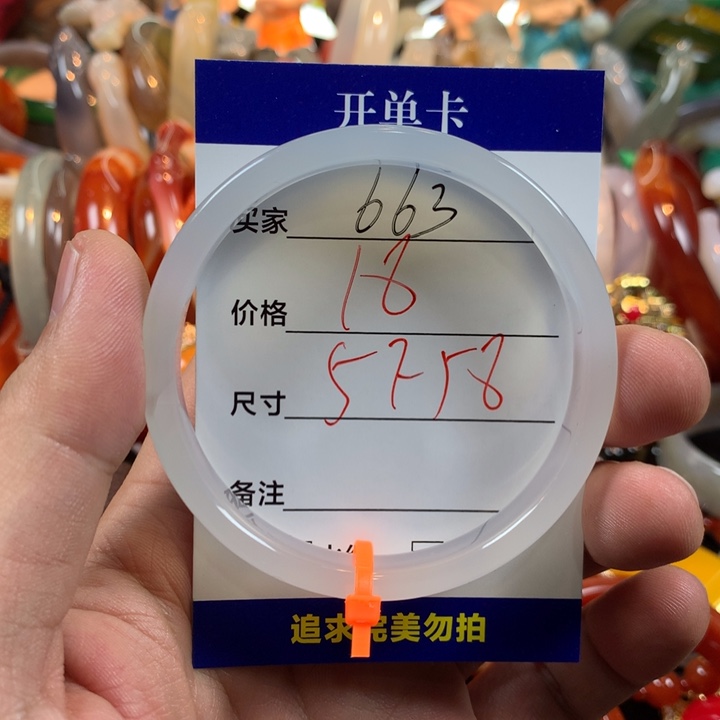 开单卡
买家 663
价格 18
尺寸 5758
备注
追求完美勿拍